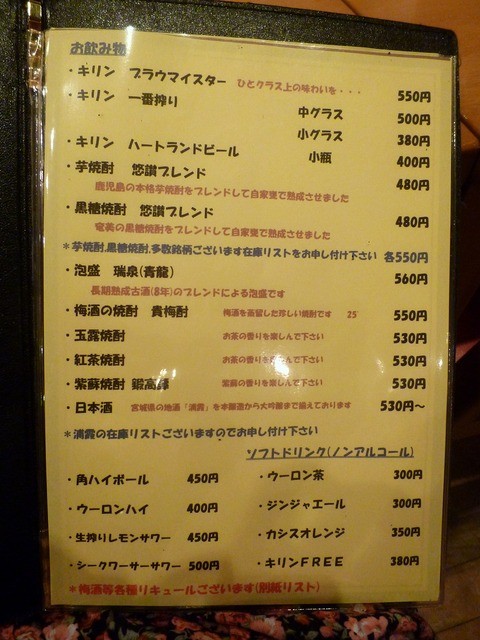 お飲み物
・キリン ブラウマイスター ひとクラス上の味わいを・・・ 550円
・キリン 一番搾り 中グラス 500円
小グラス 380円
・キリン ハートランドビール 小瓶 400円
・芋焼酎 悠讃ブレンド 480円
鹿児島の本格芋焼酎をブレンドして自家甕で熟成させました
・黒糖焼酎 悠讃ブレンド 480円
奄美の黒糖焼酎をブレンドして自家甕で熟成させました
＊芋焼酎,黒糖焼酎,多数銘柄ございます在庫リストをお申し付け下さい 各550円
・泡盛 瑞泉(青龍) 560円
長期熟成古酒(8年)のブレンドによる泡盛です
・梅酒の焼酎 貴梅酎 梅酒を蒸留した珍しい焼酎です 25° 550円
・玉露焼酎 お茶の香りを楽しんで下さい 530円
・紅茶焼酎 お茶の香りを楽しんで下さい 530円
・紫蘇焼酎 鍛高譚 紫蘇の香りを楽しんで下さい 530円
・日本酒 宮城県の地酒「浦霞」を本醸造から大吟醸まで揃えております 530円～
＊浦霞の在庫リストございますのでお申し付け下さい
ソフトドリンク(ノンアルコール)
・角ハイボール 450円 ・ウーロン茶 300円
・ウーロンハイ 400円 ・ジンジャエール 300円
・生搾りレモンサワー 450円 ・カシスオレンジ 350円
・シークワーサーサワー 500円 ・キリンＦＲＥＥ 380円
＊梅酒等各種リキュールございます(別紙リスト)